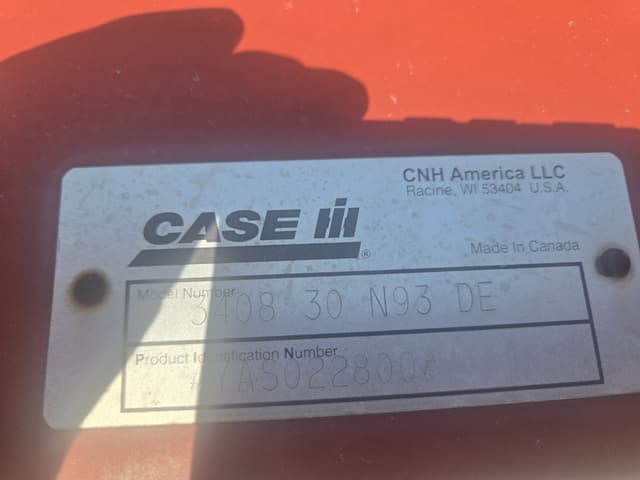 CNH America LLC
Racine, WI 53404 U.S.A.
CASE IH
®
Made In Canada
Model Number
3408 30 N93 DE
Product Identification Number